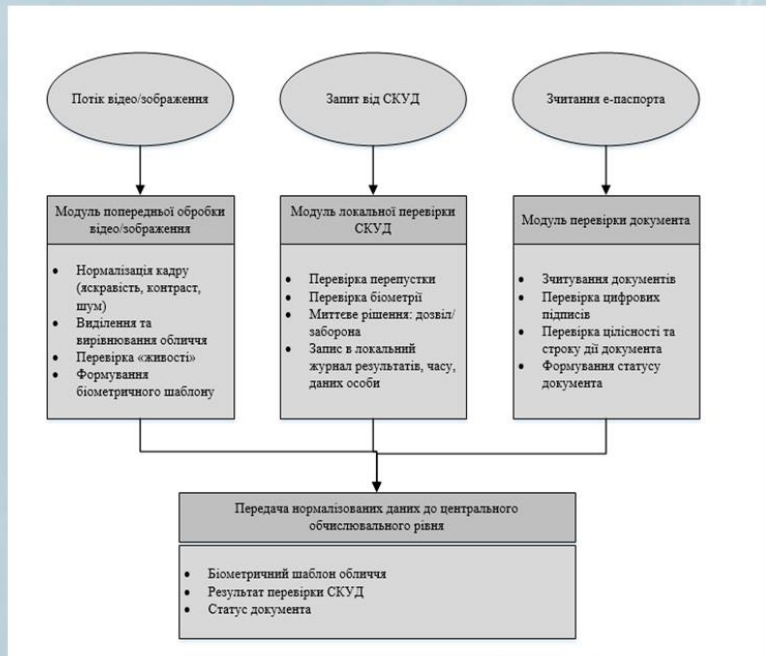 Потік відео/зображення
Запит від СКУД
Зчитання е-паспорта
Модуль попередньої обробки
відео/зображення
• Нормалізація кадру
(яскравість, контраст,
шум)
• Виділення та
вирівнювання обличчя
• Перевірка «живості»
• Формування
біометричного шаблону
Модуль локальної перевірки
СКУД
• Перевірка перепустки
• Перевірка біометрії
• Миттєве рішення: дозвіл/
заборона
• Запис в локальний
журнал результатів, часу,
даних особи
Модуль перевірки документа
• Зчитування документів
• Перевірка цифрових
підписів
• Перевірка цілісності та
строку дії документа
• Формування статусу
документа
Передача нормалізованих даних до центрального
обчислювального рівня
• Біометричний шаблон обличчя
• Результат перевірки СКУД
• Статус документа